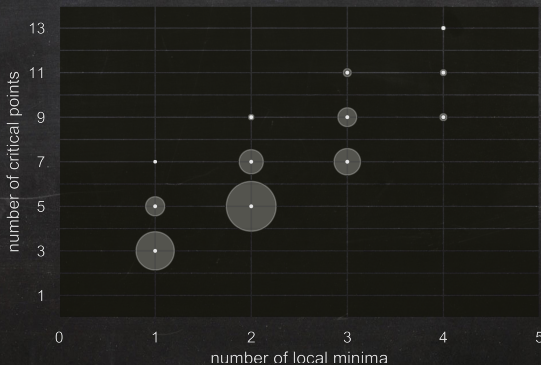 number of critical points
13
11
9
7
5
3
1
0 1 2 3 4 5
number of local minima